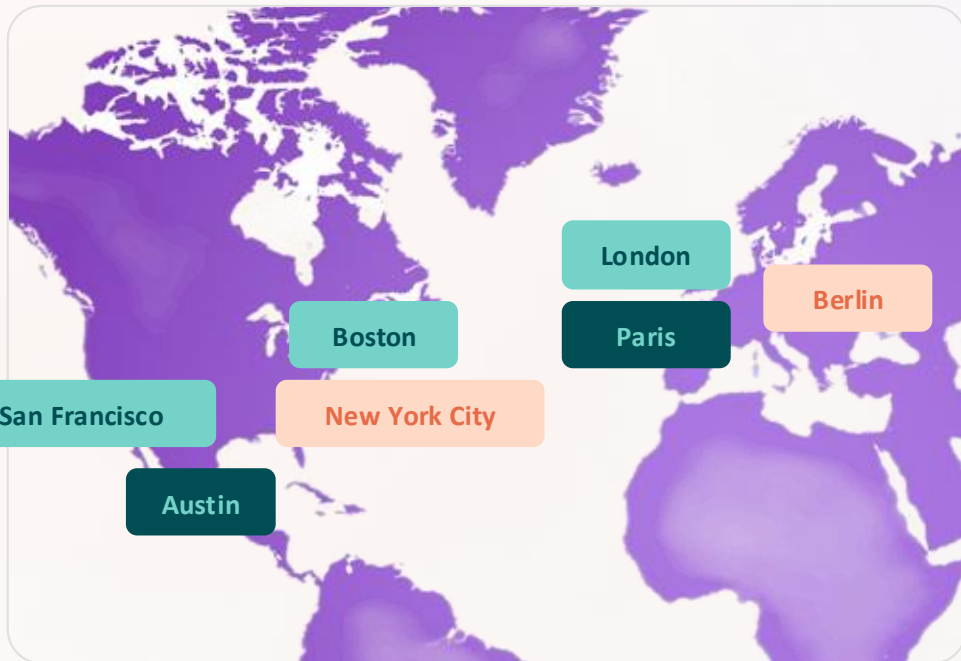 London
Berlin
Boston
Paris
San Francisco
New York City
Austin